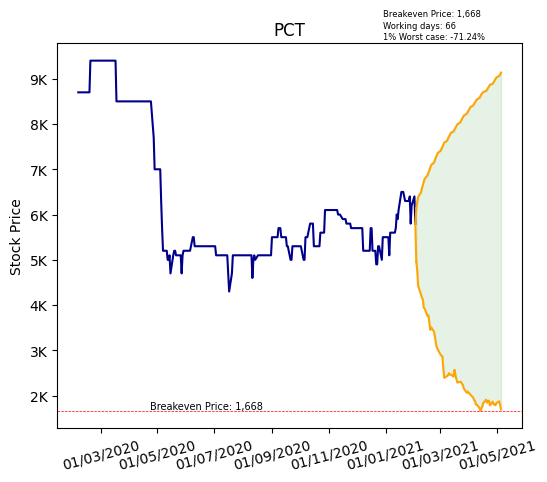 Breakeven Price: 1,668
Working days: 66
1% Worst case: -71.24%
PCT
Stock Price
9K
8K
7K
6K
5K
4K
3K
2K
Breakeven Price: 1,668
01/03/2020
01/05/2020
01/07/2020
01/09/2020
01/11/2020
01/01/2021
01/03/2021
01/05/2021